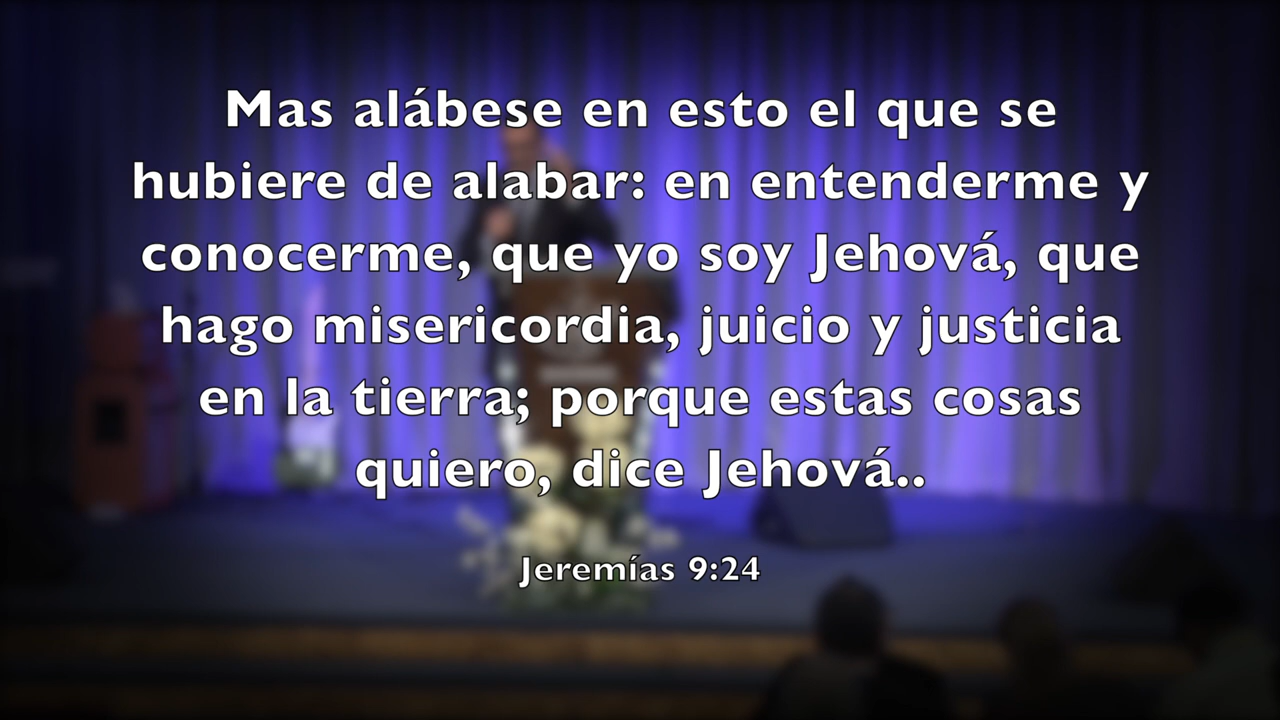 Mas alábese en esto el que se
hubiere de alabar: en entenderme y
conocerme, que yo soy Jehová, que
hago misericordia, juicio y justicia
en la tierra; porque estas cosas
quiero, dice Jehová..
Jeremías 9:24